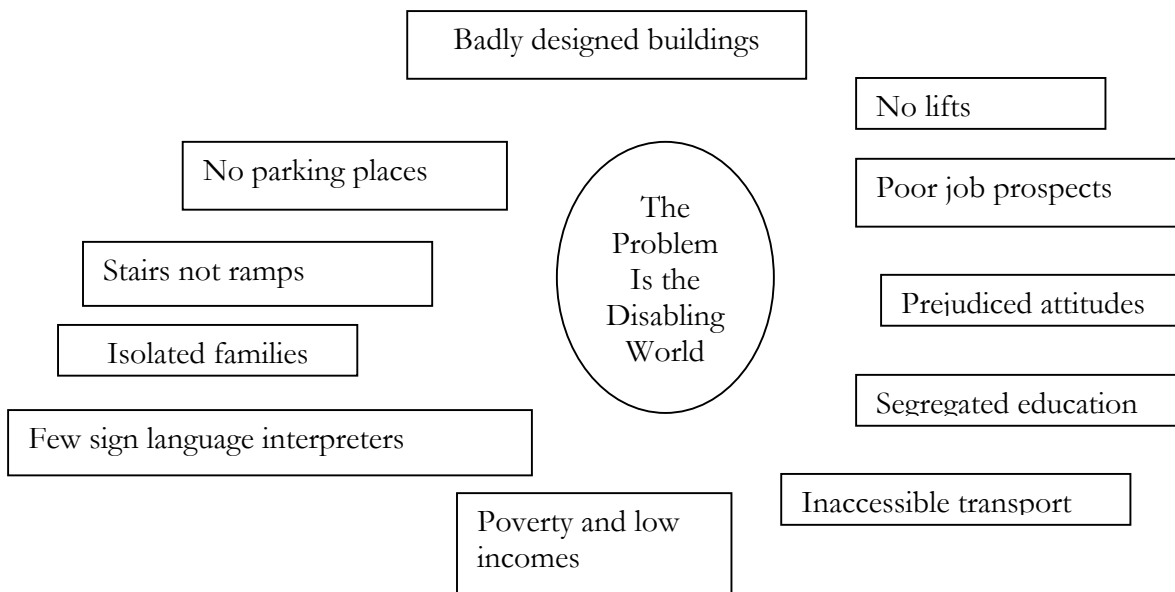 Badly designed buildings
No lifts
No parking places
Poor job prospects
The
Problem
Is the
Disabling
World
Stairs not ramps
Prejudiced attitudes
Isolated families
Segregated education
Few sign language interpreters
Inaccessible transport
Poverty and low
incomes